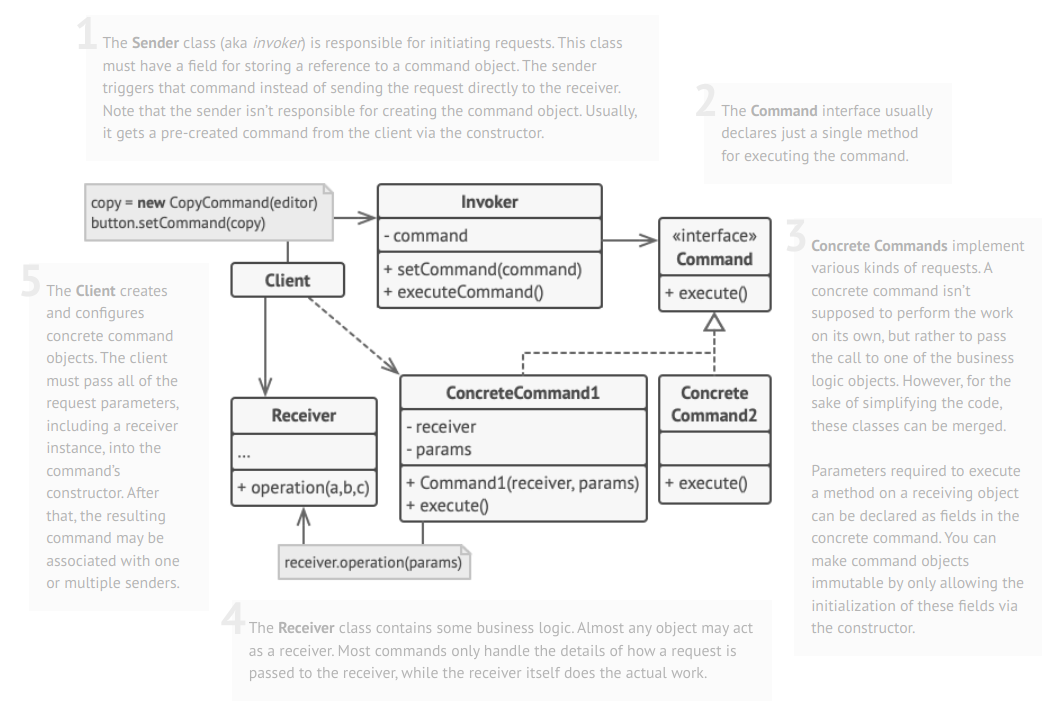 1
The Sender class (aka invoker) is responsible for initiating requests. This class
must have a field for storing a reference to a command object. The sender
triggers that command instead of sending the request directly to the receiver.
Note that the sender isn’t responsible for creating the command object. Usually,
it gets a pre-created command from the client via the constructor.
2
The Command interface usually
declares just a single method
for executing the command.
copy = new CopyCommand(editor)
button.setCommand(copy)
Invoker
- command
+ setCommand(command)
+ executeCommand()
«interface»
Command
+ execute()
3
Concrete Commands implement
various kinds of requests. A
concrete command isn’t
supposed to perform the work
on its own, but rather to pass
the call to one of the business
logic objects. However, for the
sake of simplifying the code,
these classes can be merged.
Parameters required to execute
a method on a receiving object
can be declared as fields in the
concrete command. You can
make command objects
immutable by only allowing the
initialization of these fields via
the constructor.
5
The Client creates
and configures
concrete command
objects. The client
must pass all of the
request parameters,
including a receiver
instance, into the
command’s
constructor. After
that, the resulting
command may be
associated with one
or multiple senders.
Client
Receiver
...
+ operation(a,b,c)
ConcreteCommand1
- receiver
- params
+ Command1(receiver, params)
+ execute()
Concrete
Command2
+ execute()
receiver.operation(params)
4
The Receiver class contains some business logic. Almost any object may act
as a receiver. Most commands only handle the details of how a request is
passed to the receiver, while the receiver itself does the actual work.